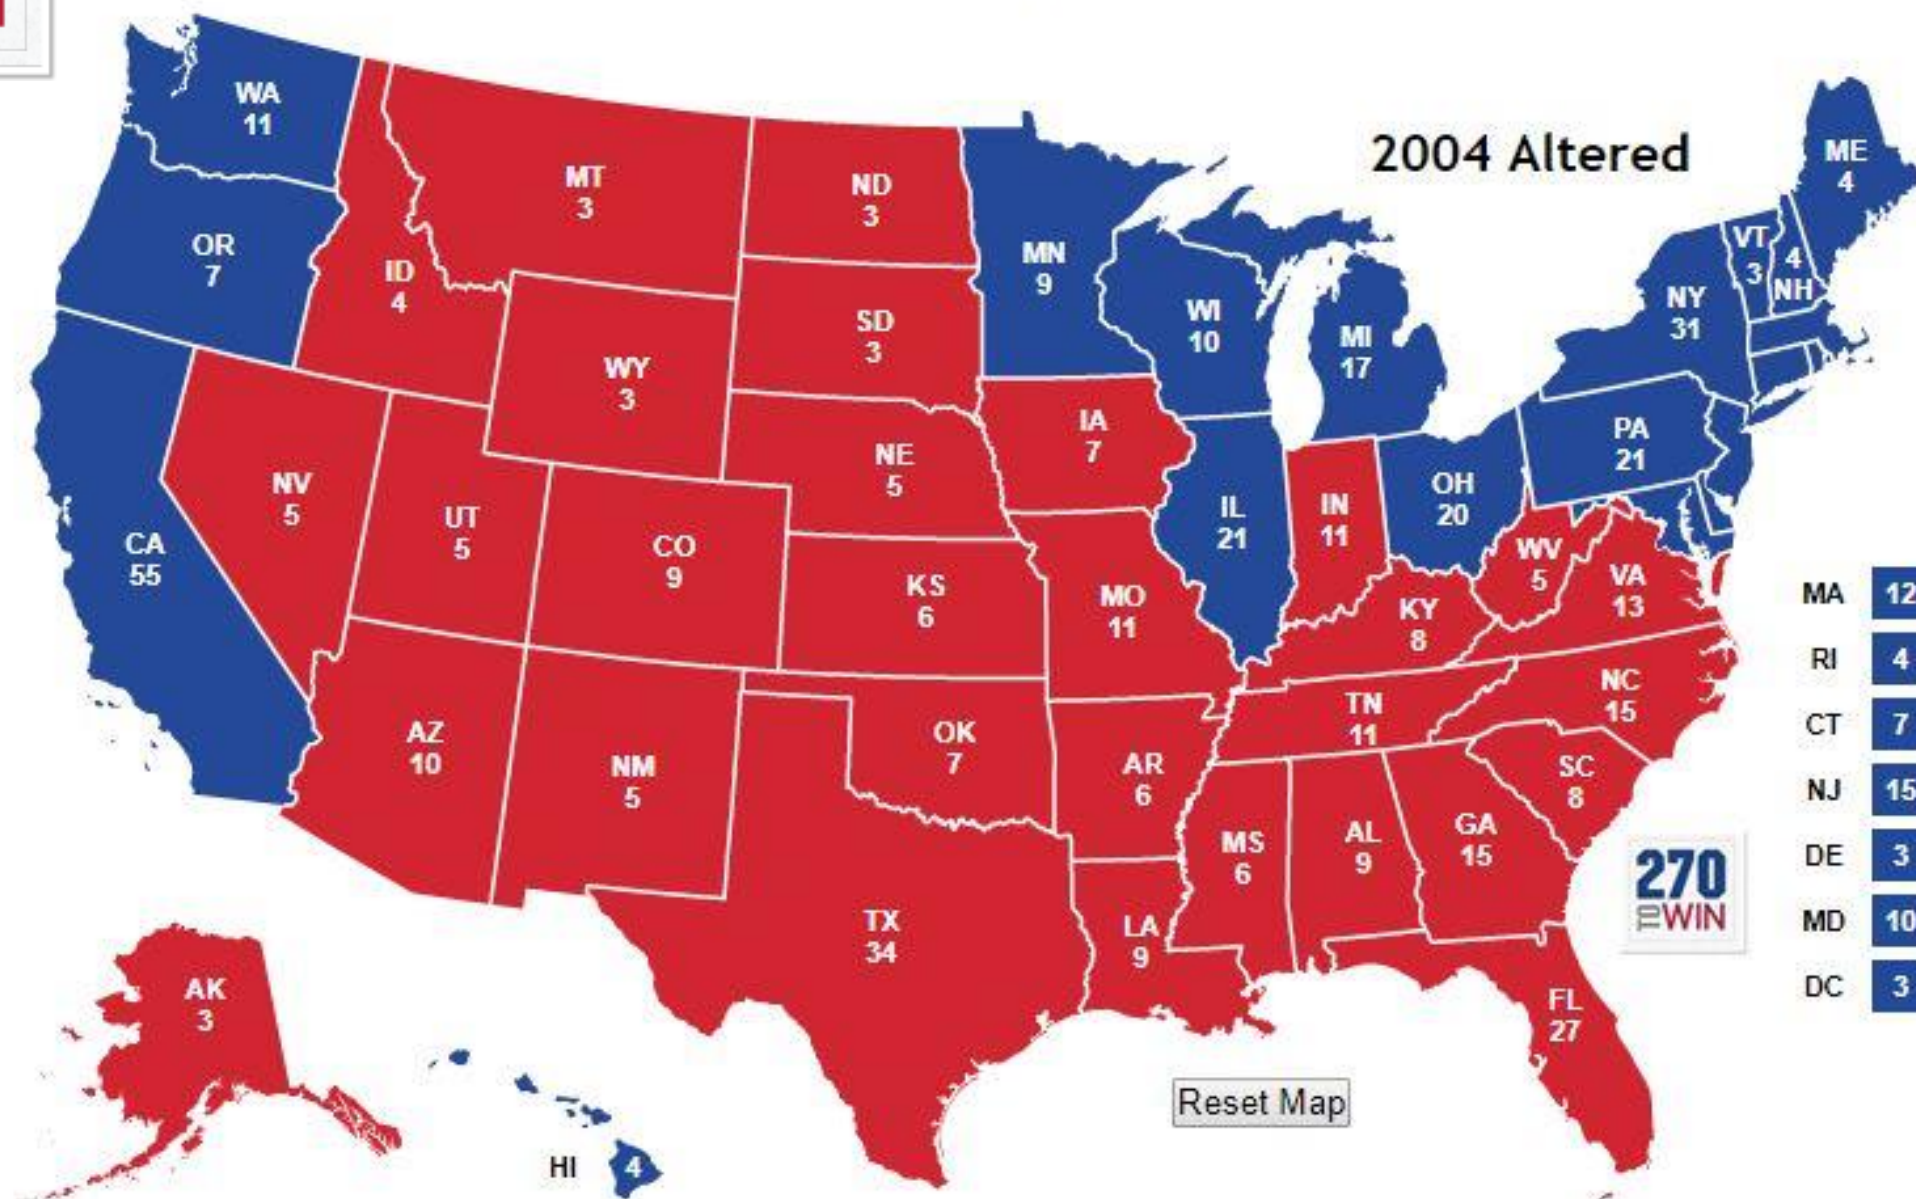 2004 Altered
WA
11
OR
7
CA
55
ID
4
NV
5
MT
3
WY
3
UT
5
CO
9
AZ
10
NM
5
ND
3
SD
3
NE
5
KS
6
OK
7
TX
34
MN
9
IA
7
MO
11
AR
6
LA
9
WI
10
IL
21
MI
17
IN
11
OH
20
KY
8
TN
11
MS
6
AL
9
GA
15
FL
27
SC
8
NC
15
VA
13
WV
5
PA
21
NY
31
VT
3
4
NH
ME
4
MA 12
RI 4
CT 7
NJ 15
DE 3
MD 10
DC 3
270
TO WIN
AK
3
HI 4
Reset Map